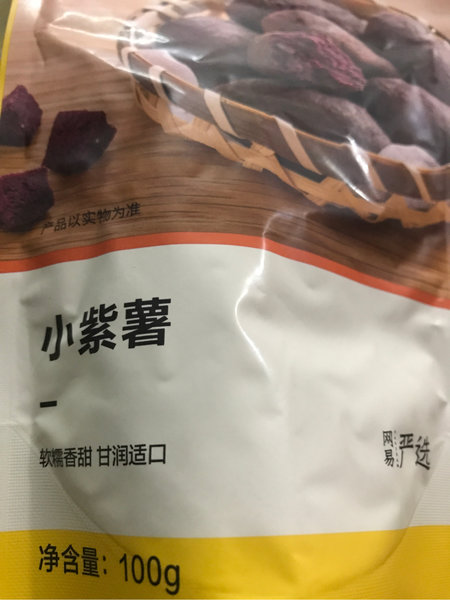 产品以实物为准
小紫薯
软糯香甜 甘润适口
网易严选
净含量：100g